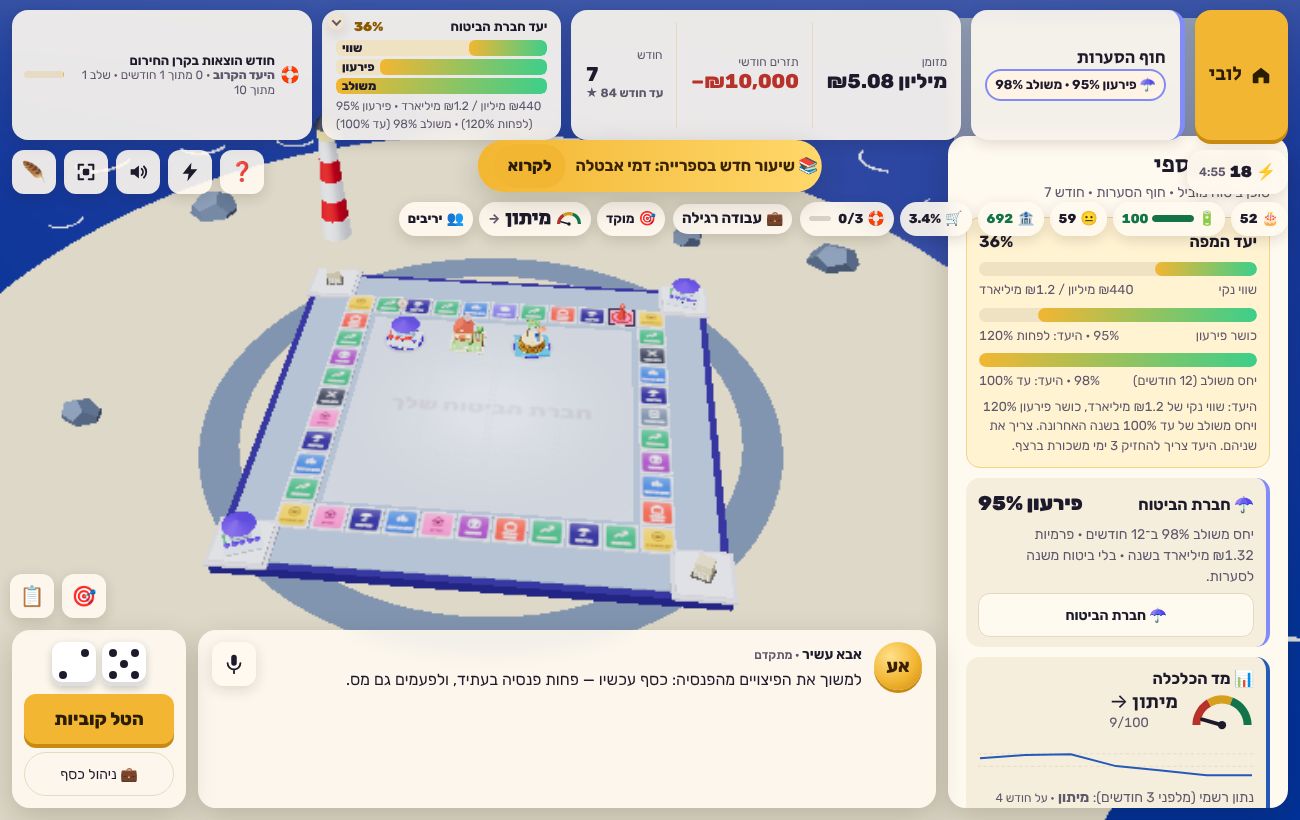 לובי
חוף הסערות
☂️ פירעון 95% • משולב 98%
מזומן
₪5.08 מיליון
תזרים חודשי
−₪10,000
חודש
7
עד חודש 84 ★
יעד חברת הביטוח
36%
שווי
פירעון
משולב
₪440 מיליון / ₪1.2 מיליארד • פירעון 95%
(לפחות 120%) • משולב 98% (עד 100%)
חודש הוצאות בקרן החירום
היעד הקרוב • 0 מתוך 1 חודשים • שלב 1
מתוך 10
📚 שיעור חדש בספרייה: דמי אבטלה
לקרוא
⚡ 18 4:55
🎂 52
🔋 100
😐 59
🏦 692
🛒 3.4%
🛟 0/3
💼 עבודה רגילה
🎯 מוקד
מיתון →
👥 יריבים
❓
ספי
חוף הסערות • חודש 7
יעד המפה
36%
שווי נקי
₪440 מיליון / ₪1.2 מיליארד
כושר פירעון
95% • היעד: לפחות 120%
יחס משולב (12 חודשים)
98% • היעד: עד 100%
היעד: שווי נקי של ₪1.2 מיליארד, כושר פירעון 120%
ויחס משולב של עד 100% בשנה האחרונה. צריך את
שניהם. היעד צריך להחזיק 3 ימי משכורת ברצף.
☂️ חברת הביטוח
פירעון 95%
יחס משולב 98% ב־12 חודשים • פרמיות
₪1.32 מיליארד בשנה • בלי ביטוח משנה
לסערות.
☂️ חברת הביטוח
📊 מד הכלכלה
מיתון →
9/100
נתון רשמי (מלפני 3 חודשים): מיתון • על חודש 4
חברת הביטוח שלך
אע
אבא עשיר • מתקדם
למשוך את הפיצויים מהפנסיה: כסף עכשיו — פחות פנסיה בעתיד, ולפעמים גם מס.
הטל קוביות
💼 ניהול כסף